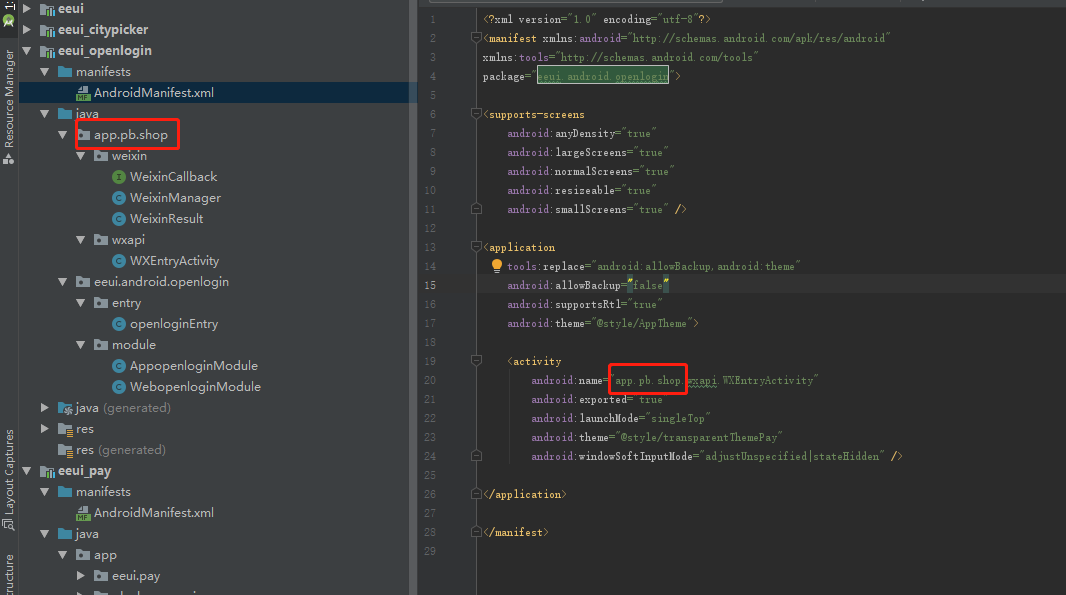 1:
Resource Manager
Layout Captures
ructure
eeui
eeui_citypicker
eeui_openlogin
manifests
AndroidManifest.xml
java
app.pb.shop
weixin
WeixinCallback
WeixinManager
WeixinResult
wxapi
WXEntryActivity
eeui.android.openlogin
entry
openloginEntry
module
AppopenloginModule
WebopenloginModule
java (generated)
res
res (generated)
eeui_pay
manifests
AndroidManifest.xml
java
app
eeui.pay
1 <?xml version="1.0" encoding="utf-8"?>
2 <manifest xmlns:android="http://schemas.android.com/apk/res/android"
3 xmlns:tools="http://schemas.android.com/tools"
4 package="eeui.android.openlogin">
5
6 <supports-screens
7 android:anyDensity="true"
8 android:largeScreens="true"
9 android:normalScreens="true"
10 android:resizeable="true"
11 android:smallScreens="true" />
12
13 <application
14 tools:replace="android:allowBackup,android:theme"
15 android:allowBackup="false"
16 android:supportsRtl="true"
17 android:theme="@style/AppTheme">
18
19 <activity
20 android:name="app.pb.shop.wxapi.WXEntryActivity"
21 android:exported="true
22 android:launchMode="singleTop"
23 android:theme="@style/transparentThemePay"
24 android:windowSoftInputMode="adjustUnspecified|stateHidden" />
25
26 </application>
27
28 </manifest>
29